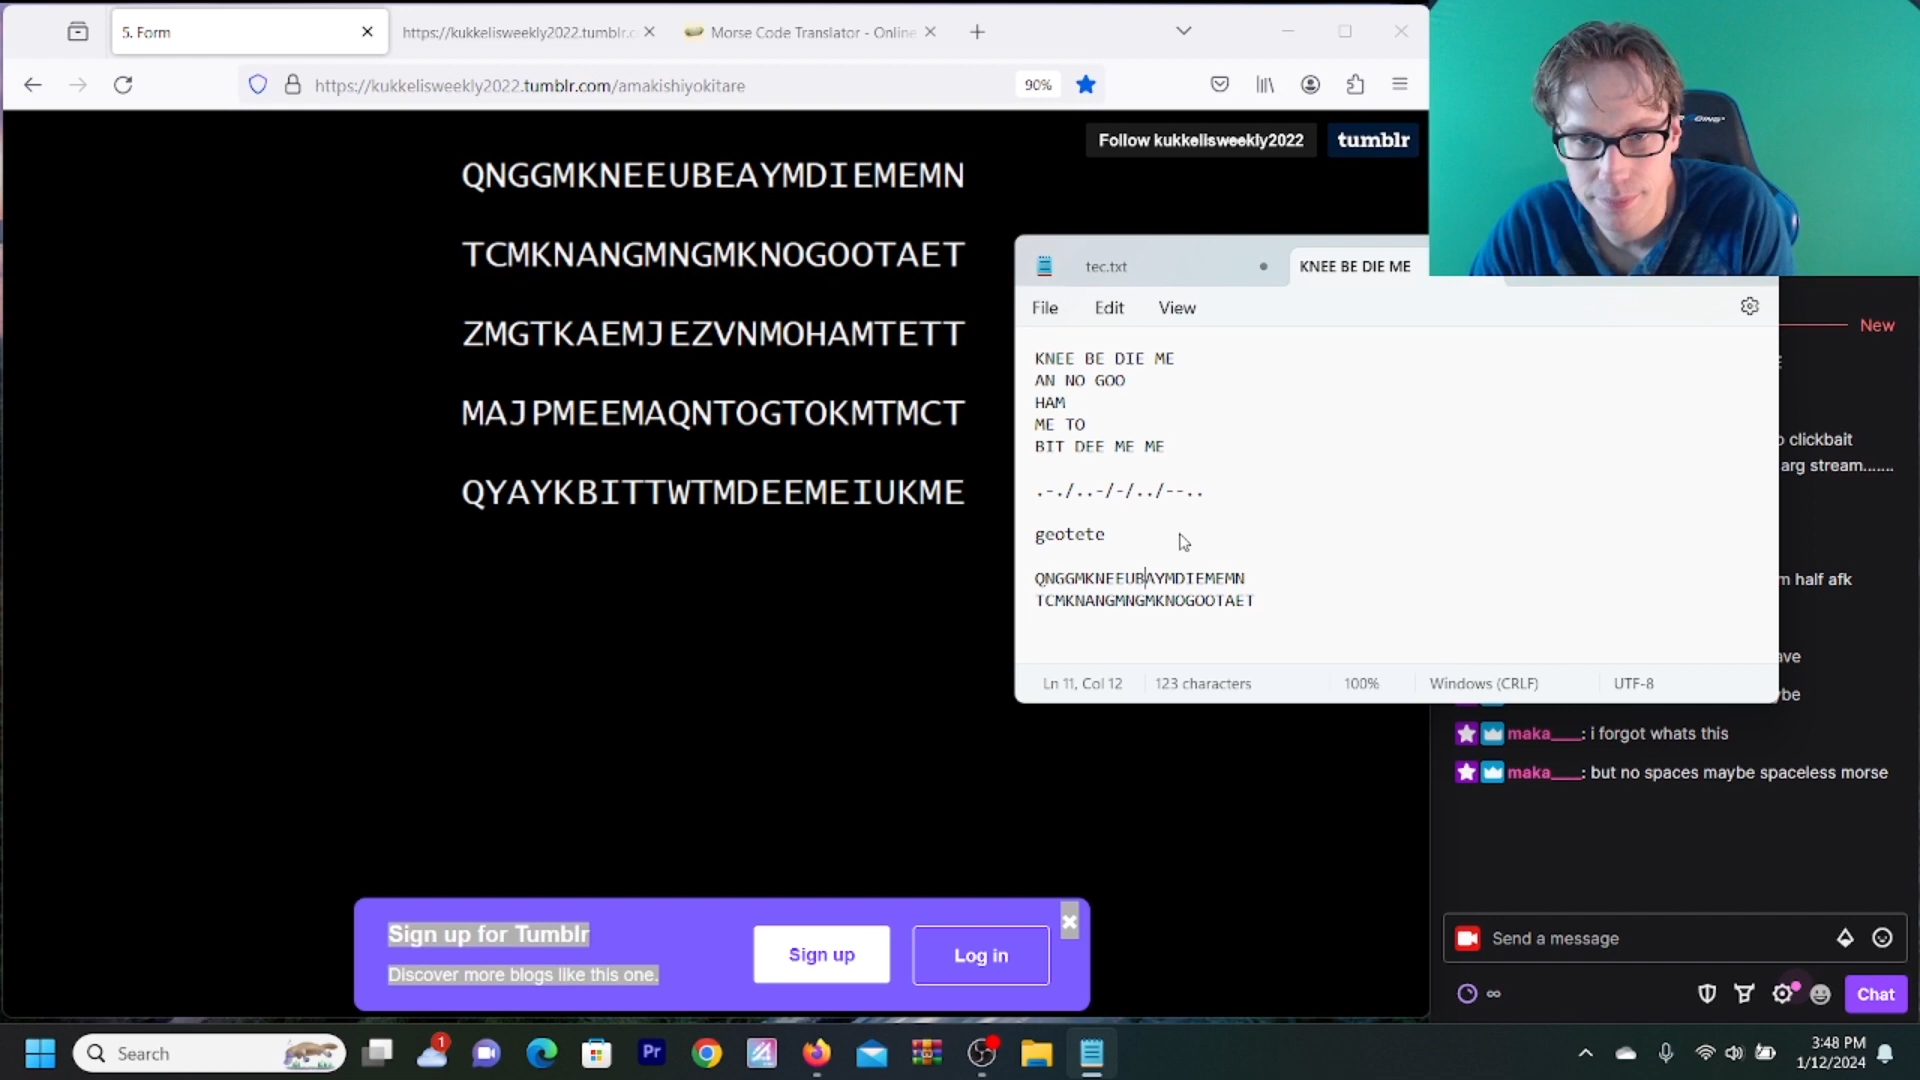 5. Form
https://kukkelisweekly2022.tumblr.c
Morse Code Translator - Online
https://kukkelisweekly2022.tumblr.com/amakishiyokitare
90%
Follow kukkelisweekly2022
tumblr
QNGGMKNEEUBEAYMDIEMEMN
TCMKNANGMNGMKNOGOOTAET
ZMGTKAEMJEZVNMOHAMTETT
MAJPMEEMAQNTOGTOKMTMCT
QYAYKBITTWTMDEEMEIUKME
tec.txt
KNEE BE DIE ME
File Edit View
KNEE BE DIE ME
AN NO GOO
HAM
ME TO
BIT DEE ME ME
.-./..-/-/../--..
geotete
QNGGMKNEEUBAYMDIEMEMN
TCMKNANGMNGMKNOGOOTAET
Ln 11, Col 12
123 characters
100%
Windows (CRLF)
UTF-8
New
clickbait
arg stream.......
half afk
maka___: i forgot whats this
maka___: but no spaces maybe spaceless morse
Send a message
Chat
Sign up for Tumblr
Discover more blogs like this one.
Sign up
Log in
Search
1
Pr
3:48 PM
1/12/2024